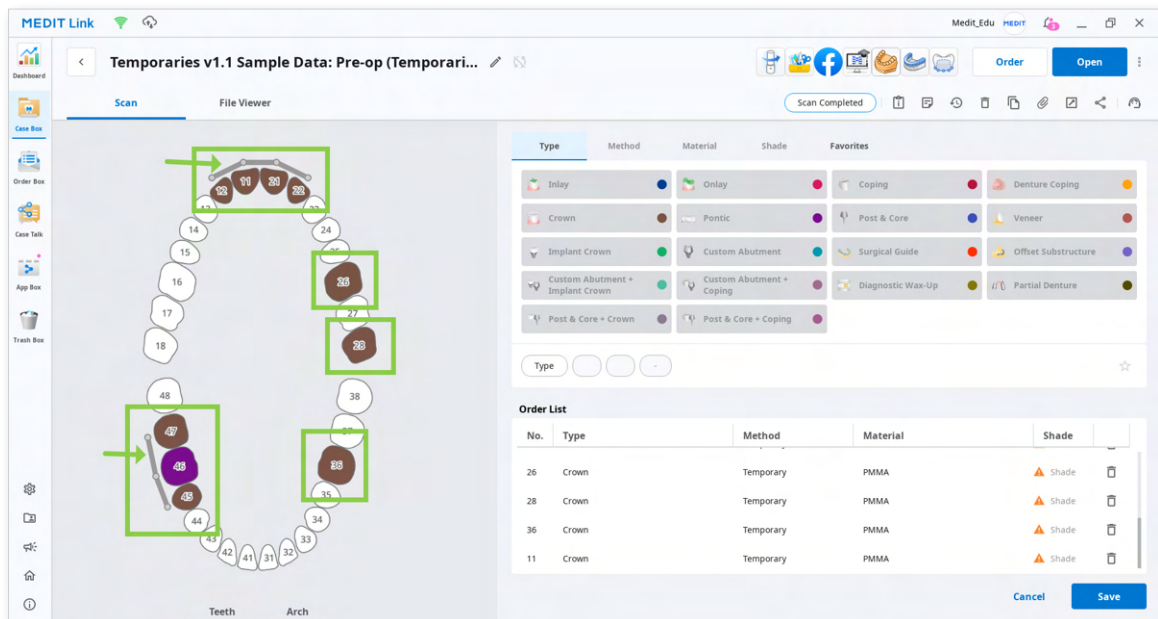 MEDIT Link
Medit_Edu MEDIT
Dashboard
Case Box
Order Box
Case Talk
App Box
Trash Box
Temporaries v1.1 Sample Data: Pre-op (Temporari...
Order
Open
Scan
File Viewer
Scan Completed
12 11 21 22
14
15
16
17
18
24
26
27
28
48
47
46
45
44
43
42
41
31
32
33
34
35
36
38
Teeth
Arch
Type
Method
Material
Shade
Favorites
Inlay
Onlay
Coping
Denture Coping
Crown
Pontic
Post & Core
Veneer
Implant Crown
Custom Abutment
Surgical Guide
Offset Substructure
Custom Abutment +
Implant Crown
Custom Abutment +
Coping
Diagnostic Wax-Up
Partial Denture
Post & Core + Crown
Post & Core + Coping
Type
-
Order List
No. Type Method Material Shade
26 Crown Temporary PMMA Shade
28 Crown Temporary PMMA Shade
36 Crown Temporary PMMA Shade
11 Crown Temporary PMMA Shade
Cancel
Save